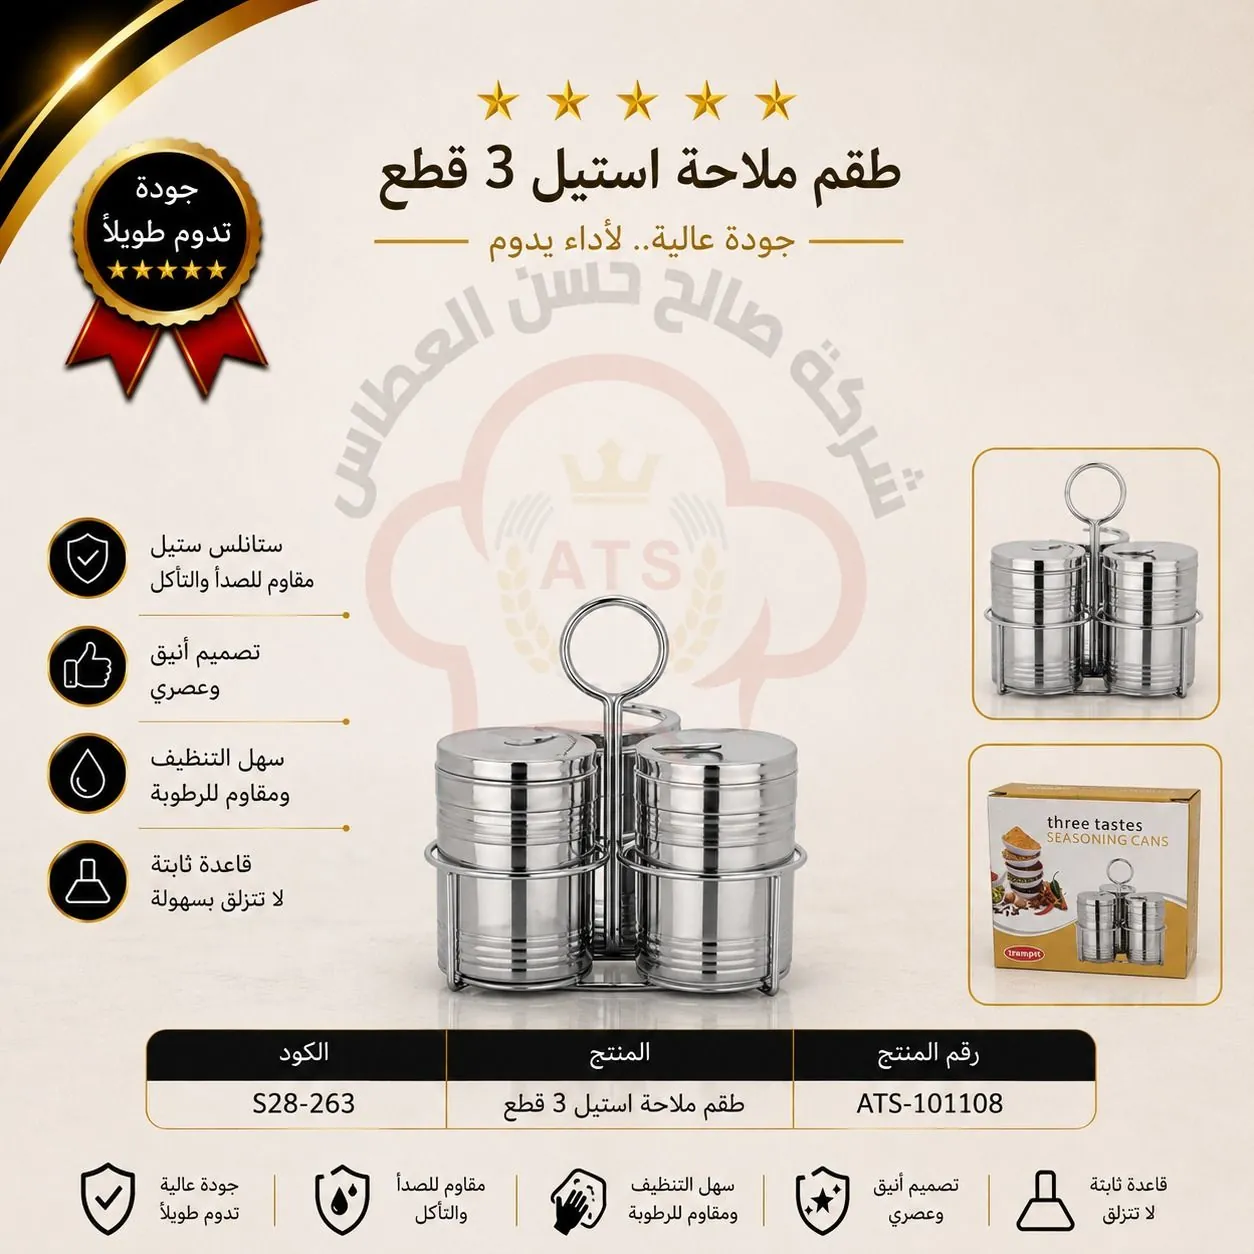 طقم ملاحة استيل 3 قطع
جودة عالية.. لأداء يدوم
جودة
تدوم طويلاً
شركة صالح حسن العطاس
ATS
ستانلس ستيل
مقاوم للصدأ والتأكل
تصميم أنيق
وعصري
سهل التنظيف
ومقاوم للرطوبة
قاعدة ثابتة
لا تتزلق بسهولة
three tastes
SEASONING CANS
trampst
رقم المنتج
المنتج
الكود
ATS-101108
طقم ملاحة استيل 3 قطع
S28-263
قاعدة ثابتة
لا تتزلق
تصميم أنيق
وعصري
سهل التنظيف
ومقاوم للرطوبة
مقاوم للصدأ
والتأكل
جودة عالية
تدوم طويلاً